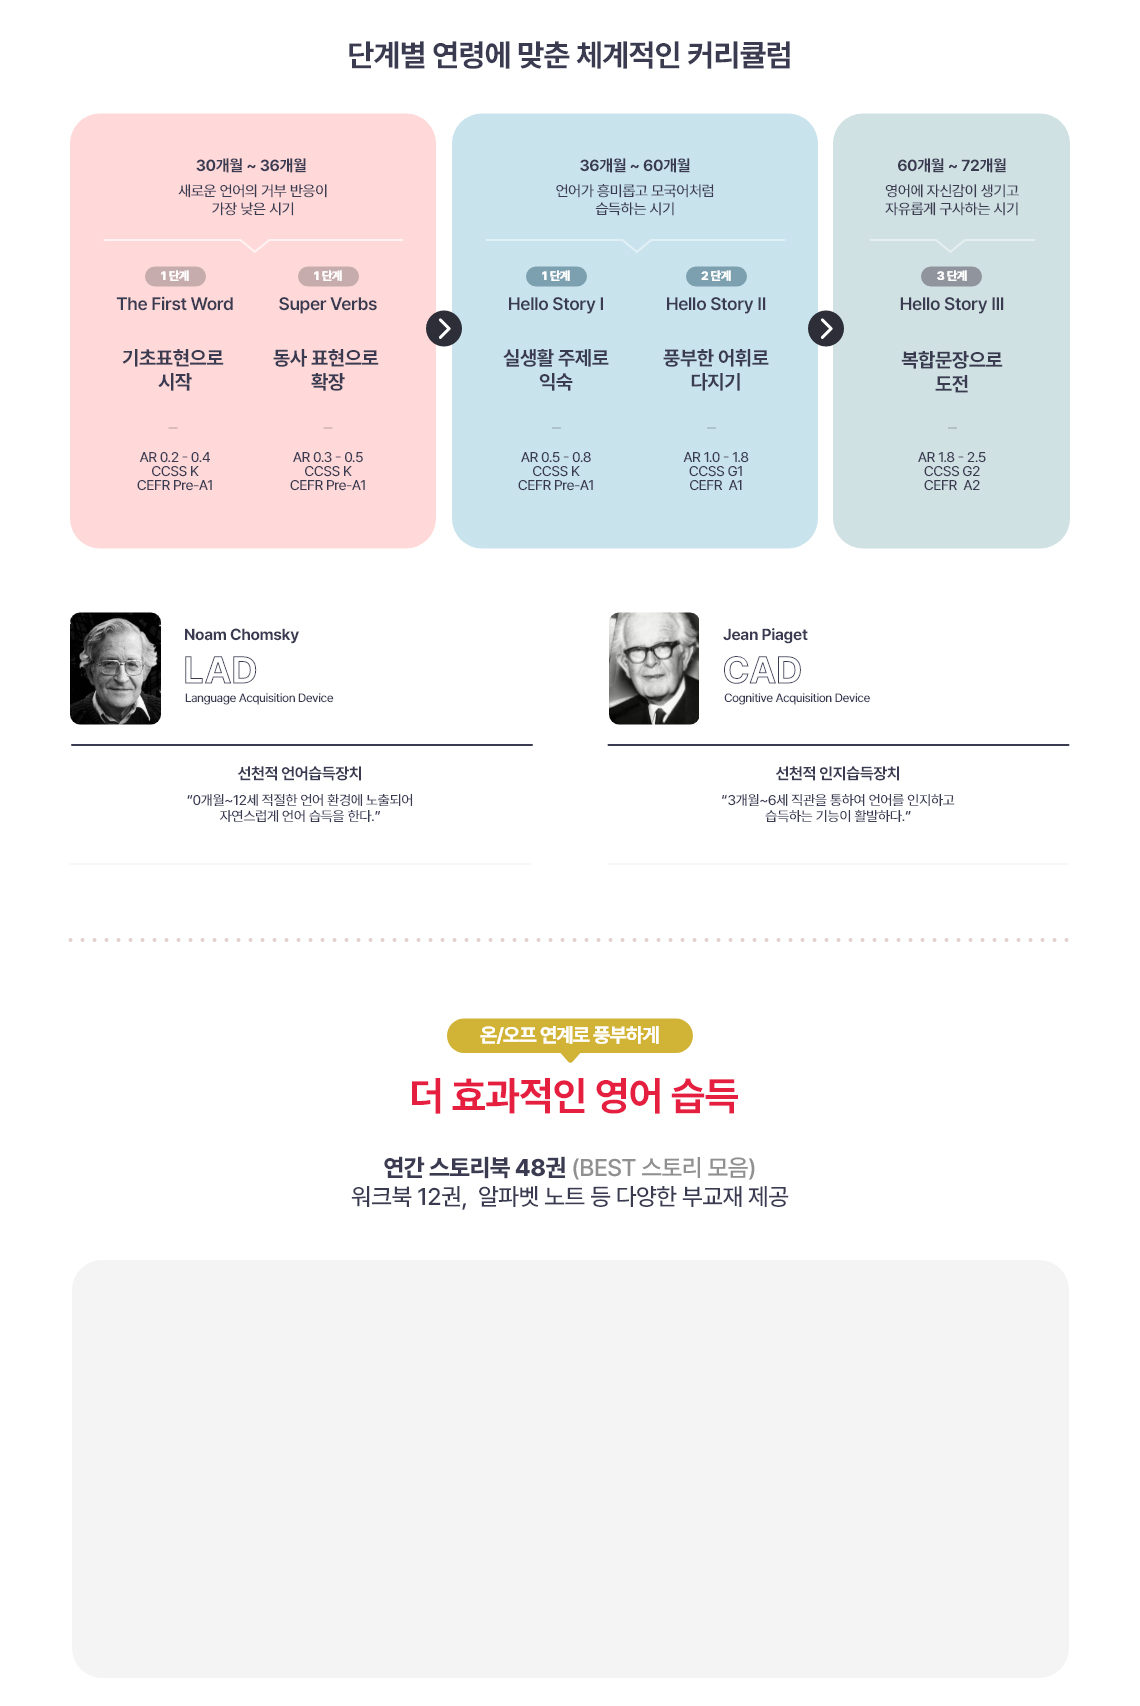 단계별 연령에 맞춘 체계적인 커리큘럼
30개월 ~ 36개월
새로운 언어의 거부 반응이
가장 낮은 시기
1 단계
The First Word
기초표현으로
시작
–
AR 0.2 - 0.4
CCSS K
CEFR Pre-A1
1 단계
Super Verbs
동사 표현으로
확장
–
AR 0.3 - 0.5
CCSS K
CEFR Pre-A1
36개월 ~ 60개월
언어가 흥미롭고 모국어처럼
습득하는 시기
1 단계
Hello Story I
실생활 주제로
익숙
–
AR 0.5 - 0.8
CCSS K
CEFR Pre-A1
2 단계
Hello Story II
풍부한 어휘로
다지기
–
AR 1.0 - 1.8
CCSS G1
CEFR A1
60개월 ~ 72개월
영어에 자신감이 생기고
자유롭게 구사하는 시기
3 단계
Hello Story III
복합문장으로
도전
–
AR 1.8 - 2.5
CCSS G2
CEFR A2
Noam Chomsky
LAD
Language Acquisition Device
선천적 언어습득장치
“0개월~12세 적절한 언어 환경에 노출되어
자연스럽게 언어 습득을 한다.”
Jean Piaget
CAD
Cognitive Acquisition Device
선천적 인지습득장치
“3개월~6세 직관을 통하여 언어를 인지하고
습득하는 기능이 활발하다.”
온/오프 연계로 풍부하게
더 효과적인 영어 습득
연간 스토리북 48권 (BEST 스토리 모음)
워크북 12권, 알파벳 노트 등 다양한 부교재 제공